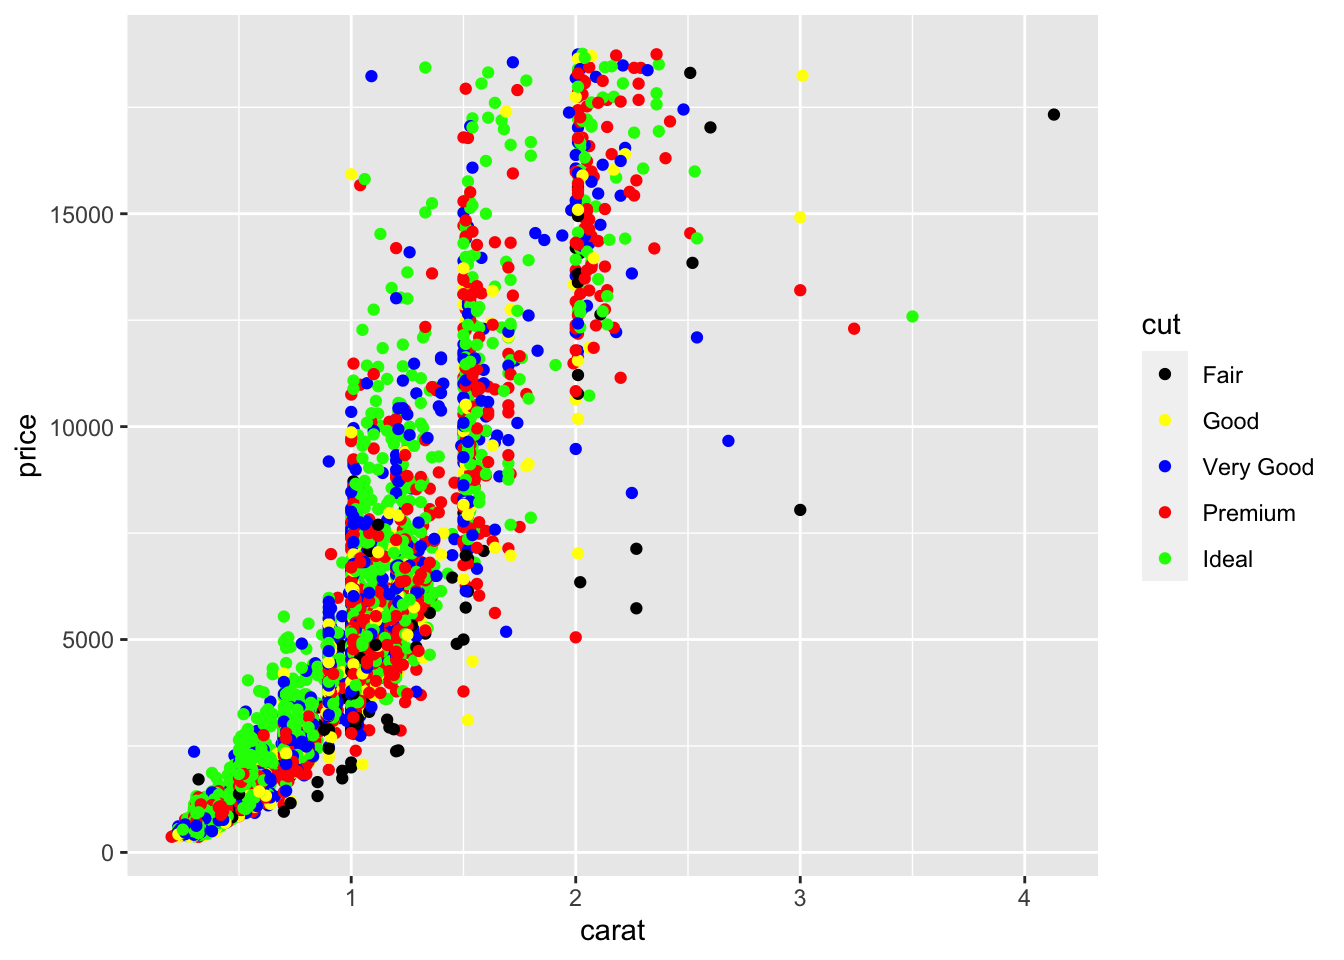 15000
10000
5000
0
price
1
2
3
4
carat
cut
Fair
Good
Very Good
Premium
Ideal